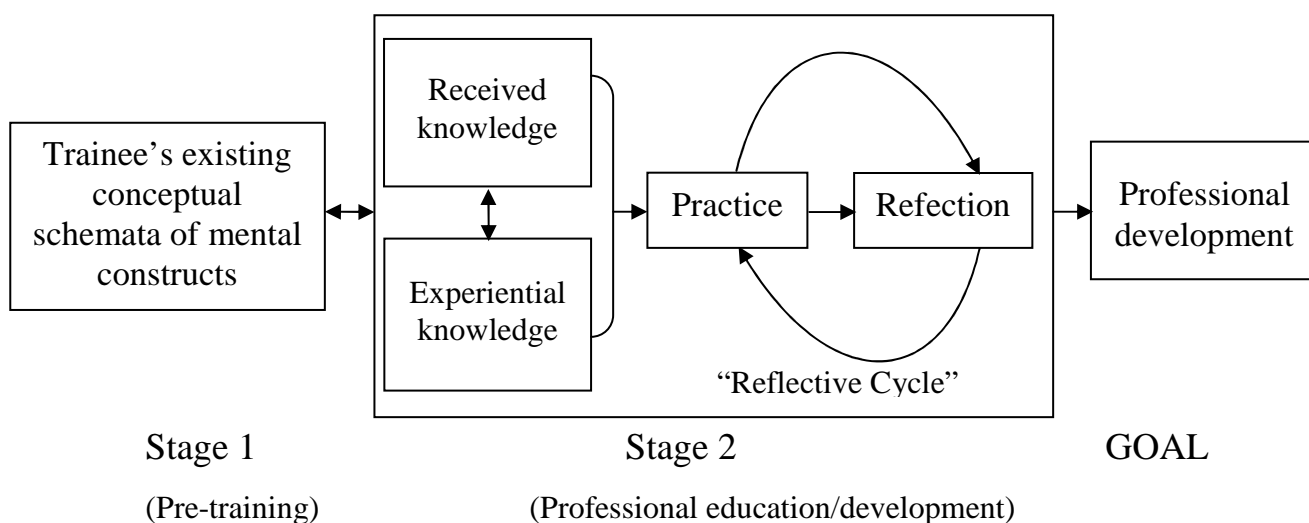 Trainee’s existing
conceptual
schemata of mental
constructs
Received
knowledge
Experiential
knowledge
Practice
Refection
“Reflective Cycle”
Professional
development
Stage 1
Stage 2
GOAL
(Pre-training)
(Professional education/development)